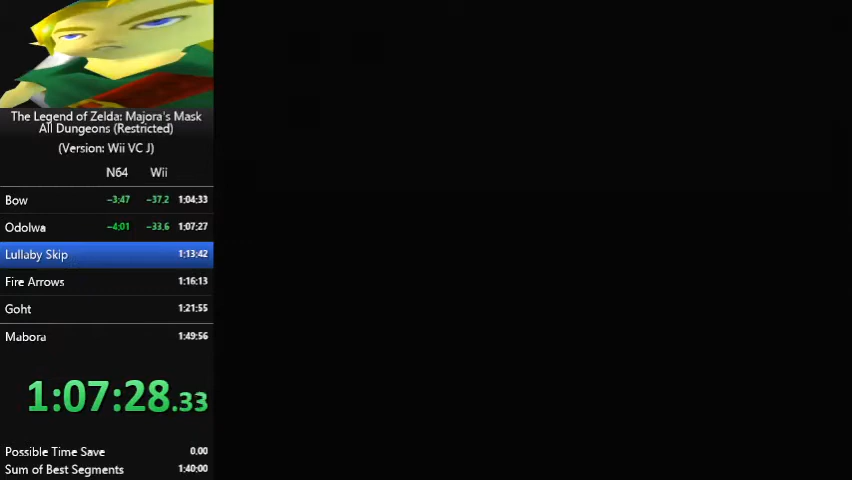 The Legend of Zelda: Majora's Mask
All Dungeons (Restricted)
(Version: Wii VC J)
N64 Wii
Bow −3:47 −37.2 1:04:33
Odolwa −4:01 −33.6 1:07:27
Lullaby Skip 1:13:42
Fire Arrows 1:16:13
Goht 1:21:55
Mabora 1:49:56
1:07:28.33
Possible Time Save 0.00
Sum of Best Segments 1:40:00